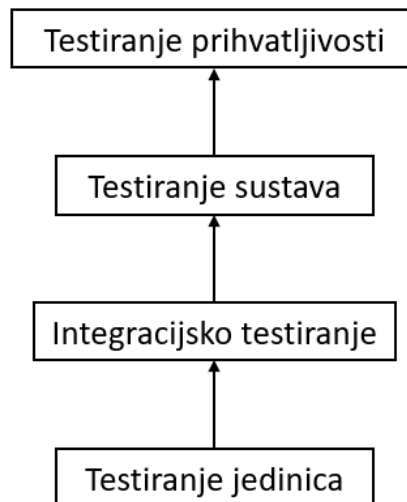 Testiranje prihvatljivosti
Testiranje sustava
Integracijsko testiranje
Testiranje jedinica